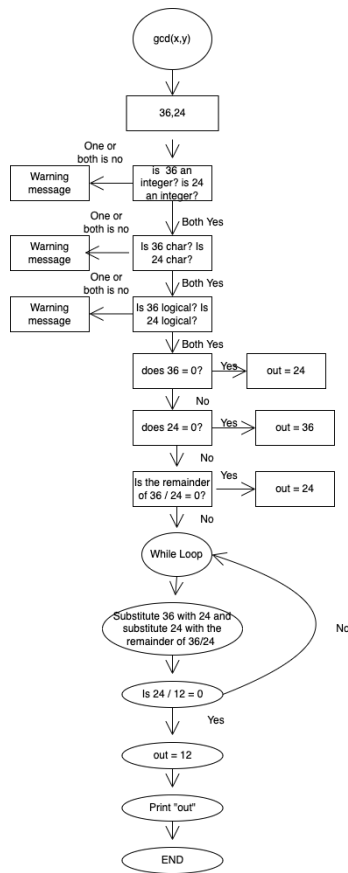 gcd(x,y)
36,24
One or
both is no
Warning
message
is 36 an
integer? is 24
an integer?
Both Yes
One or
both is no
Warning
message
Is 36 char? Is
24 char?
Both Yes
One or
both is no
Warning
message
Is 36 logical? Is
24 logical?
Both Yes
does 36 = 0?
Yes
out = 24
No
does 24 = 0?
Yes
out = 36
No
Is the remainder
of 36 / 24 = 0?
Yes
out = 24
No
While Loop
Substitute 36 with 24 and
substitute 24 with the
remainder of 36/24
No
Is 24 / 12 = 0
Yes
out = 12
Print "out"
END